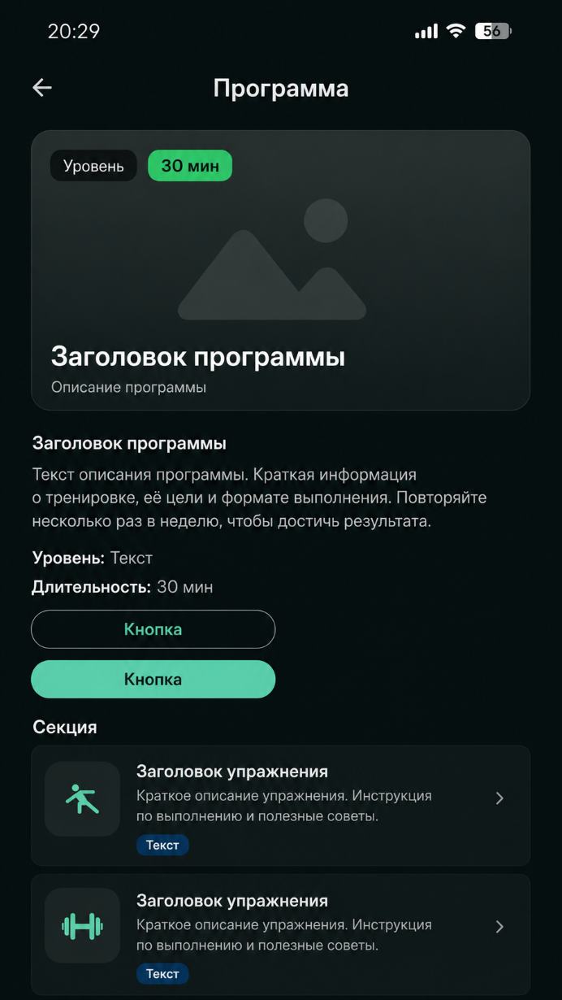 20:29
56
Программа
Уровень
30 мин
Заголовок программы
Описание программы
Заголовок программы
Текст описания программы. Краткая информация
о тренировке, её цели и формате выполнения. Повторяйте
несколько раз в неделю, чтобы достичь результата.
Уровень: Текст
Длительность: 30 мин
Кнопка
Кнопка
Секция
Заголовок упражнения
Краткое описание упражнения. Инструкция
по выполнению и полезные советы.
Текст
Заголовок упражнения
Краткое описание упражнения. Инструкция
по выполнению и полезные советы.
Текст